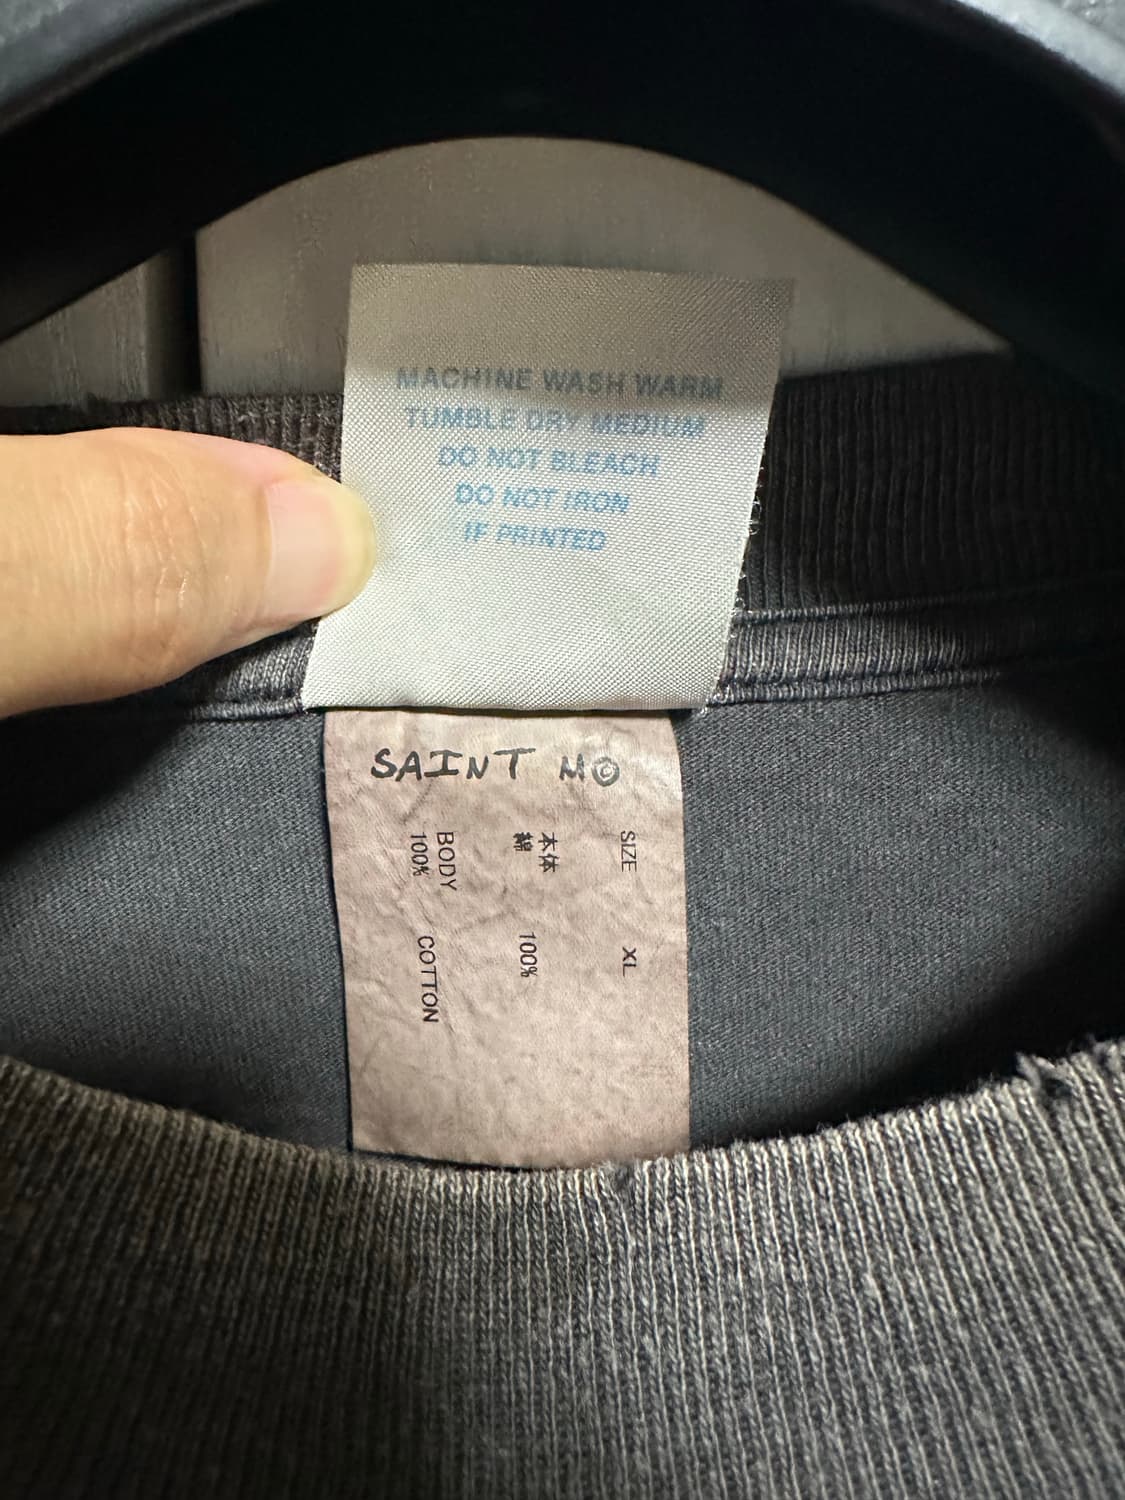 MACHINE WASH WARM
TUMBLE DRY MEDIUM
DO NOT BLEACH
DO NOT IRON
IF PRINTED
SAINT M©
SIZE XL
本体
綿 100%
BODY
100% COTTON